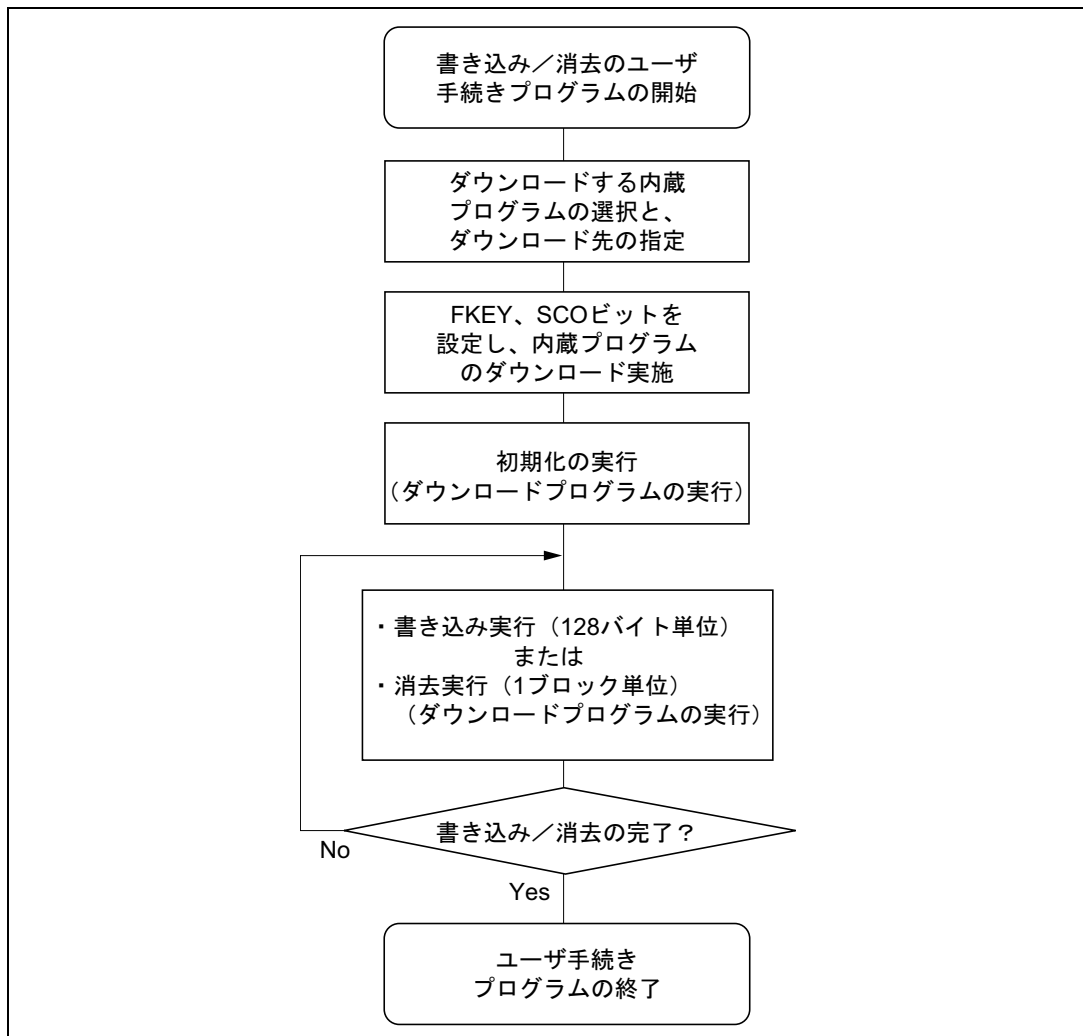 書き込み／消去のユーザ
手続きプログラムの開始
ダウンロードする内蔵
プログラムの選択と、
ダウンロード先の指定
FKEY、SCOビットを
設定し、内蔵プログラム
のダウンロード実施
初期化の実行
（ダウンロードプログラムの実行）
・書き込み実行（128バイト単位）
または
・消去実行（1ブロック単位）
（ダウンロードプログラムの実行）
書き込み／消去の完了？
No
Yes
ユーザ手続き
プログラムの終了